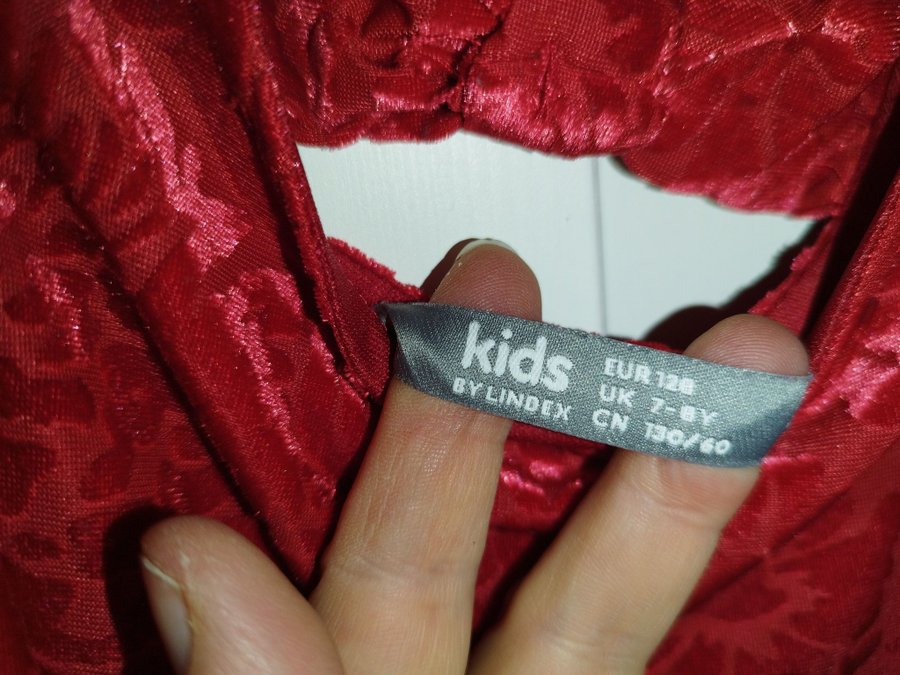 kids
BY LINDEX
EUR 128
UK 7-8Y
CN 130/60